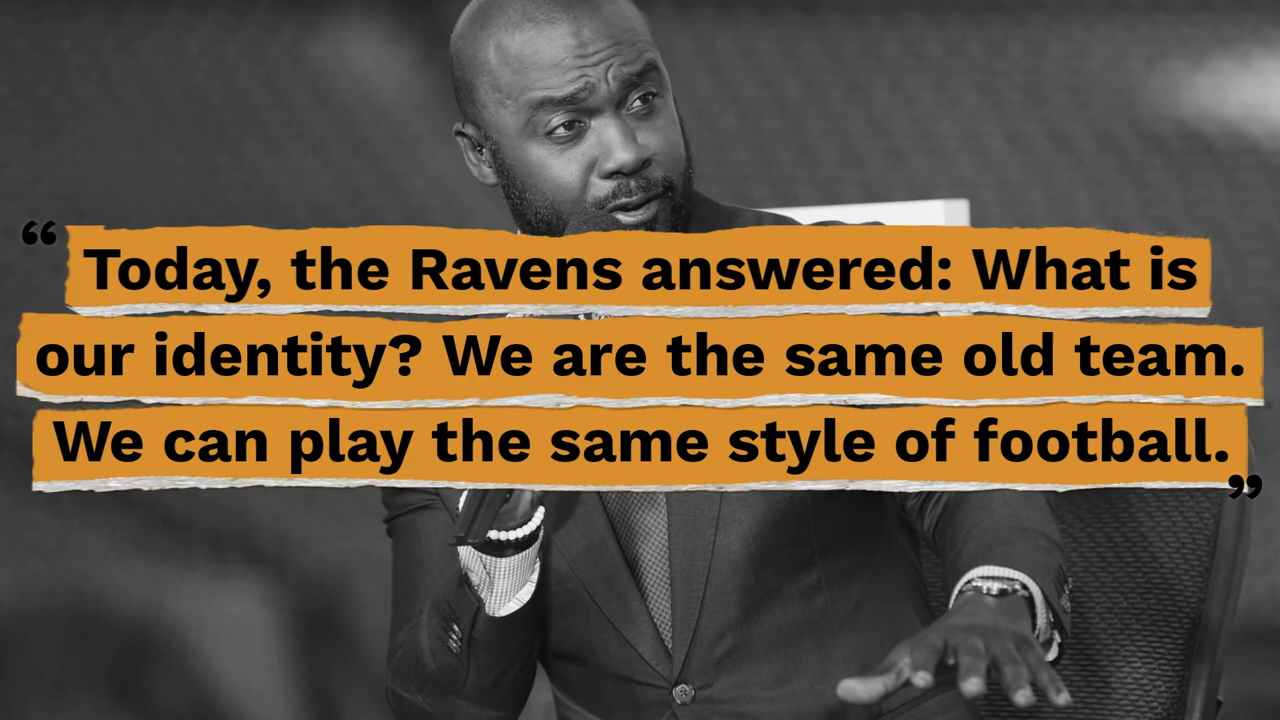 “Today, the Ravens answered: What is
our identity? We are the same old team.
We can play the same style of football.”